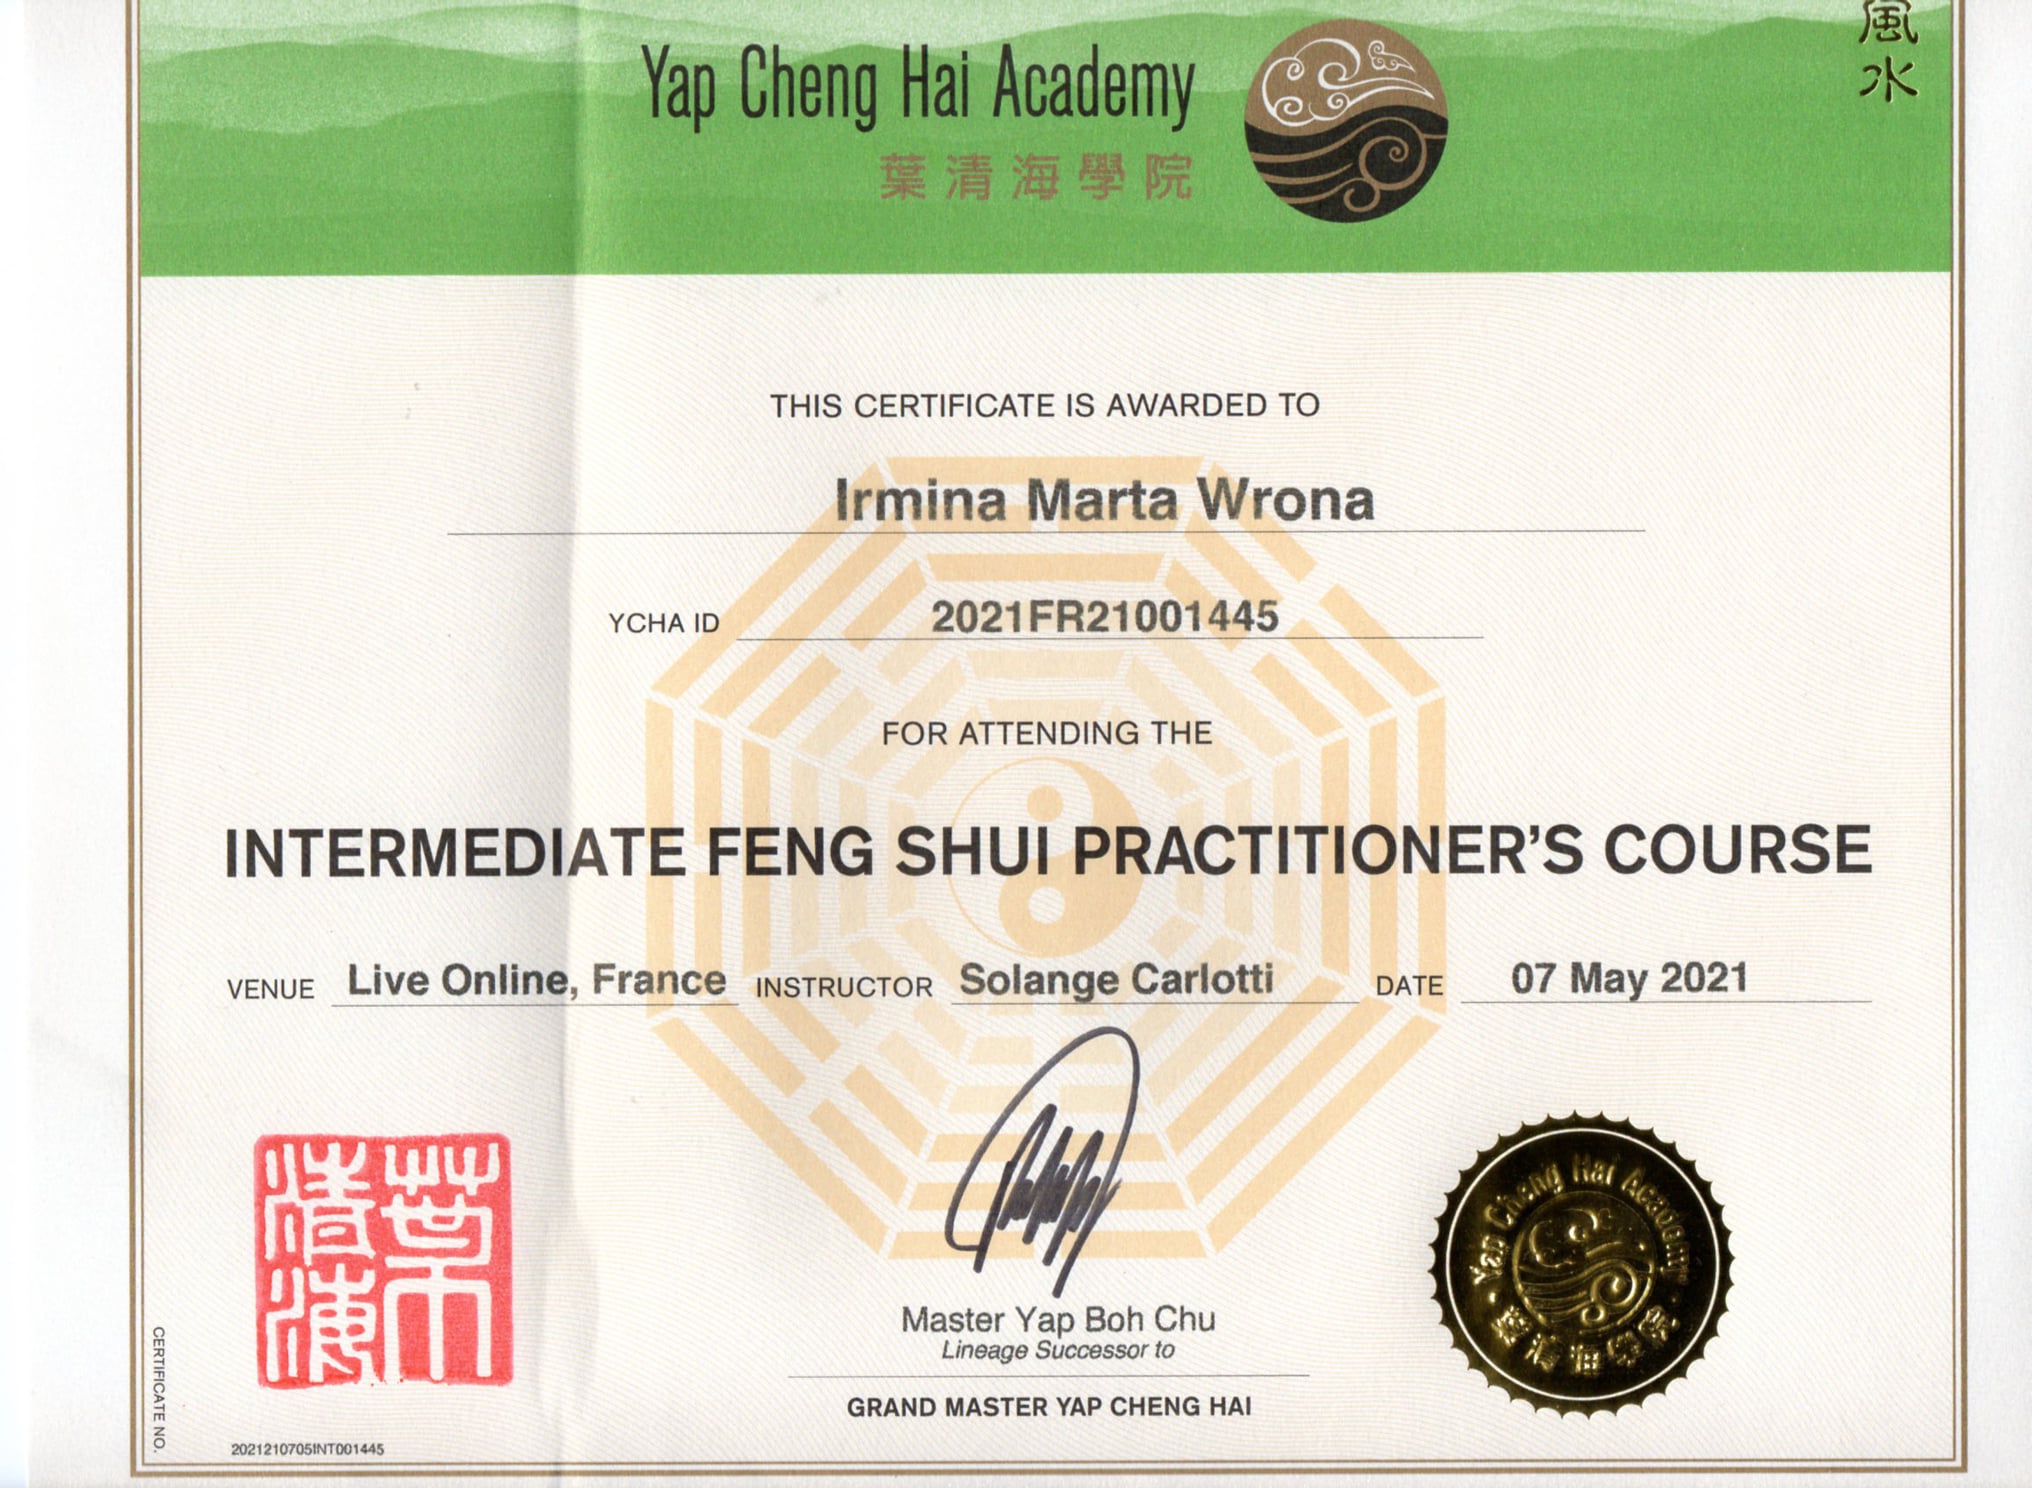 Yap Cheng Hai Academy
葉清海學院
風水
THIS CERTIFICATE IS AWARDED TO
Irmina Marta Wrona
YCHA ID 2021FR21001445
FOR ATTENDING THE
INTERMEDIATE FENG SHUI PRACTITIONER'S COURSE
VENUE Live Online, France INSTRUCTOR Solange Carlotti DATE 07 May 2021
葉清海
Master Yap Boh Chu
Lineage Successor to
GRAND MASTER YAP CHENG HAI
Yap Cheng Hai Academy
葉清海學院
CERTIFICATE NO.
2021210705INT001445